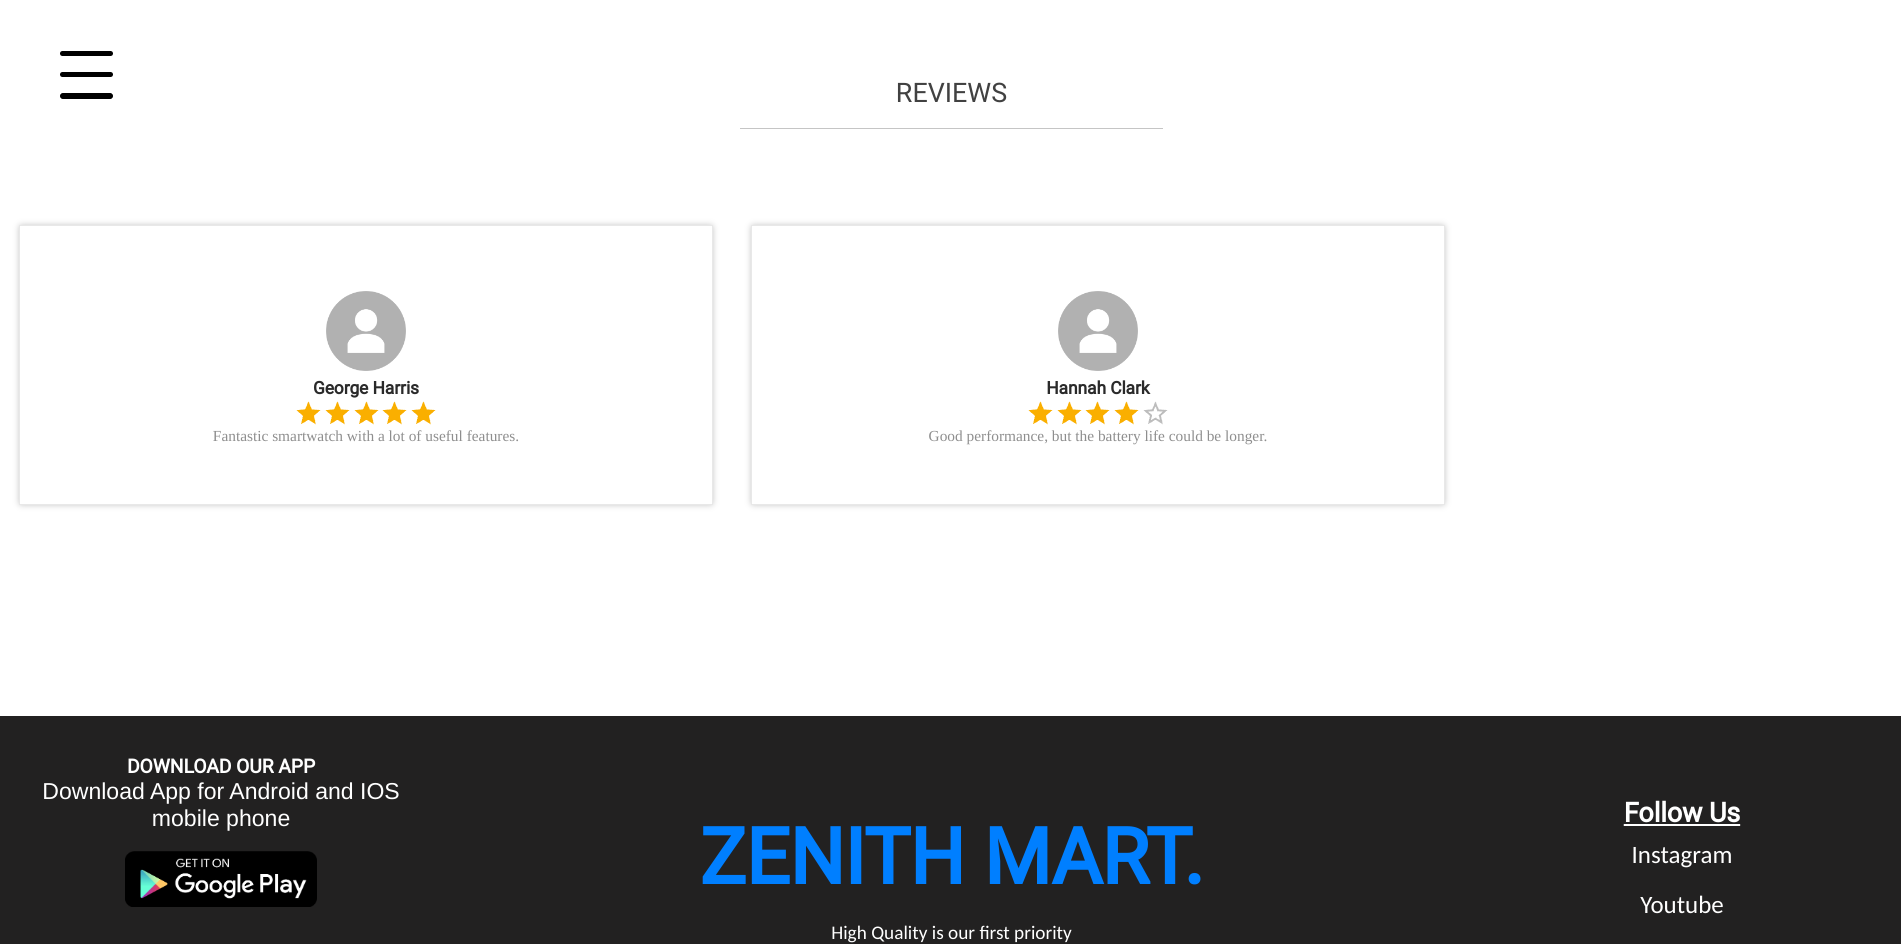 REVIEWS
George Harris
Fantastic smartwatch with a lot of useful features.
Hannah Clark
Good performance, but the battery life could be longer.
DOWNLOAD OUR APP
Download App for Android and IOS
mobile phone
GET IT ON
Google Play
ZENITH MART.
High Quality is our first priority
Follow Us
Instagram
Youtube